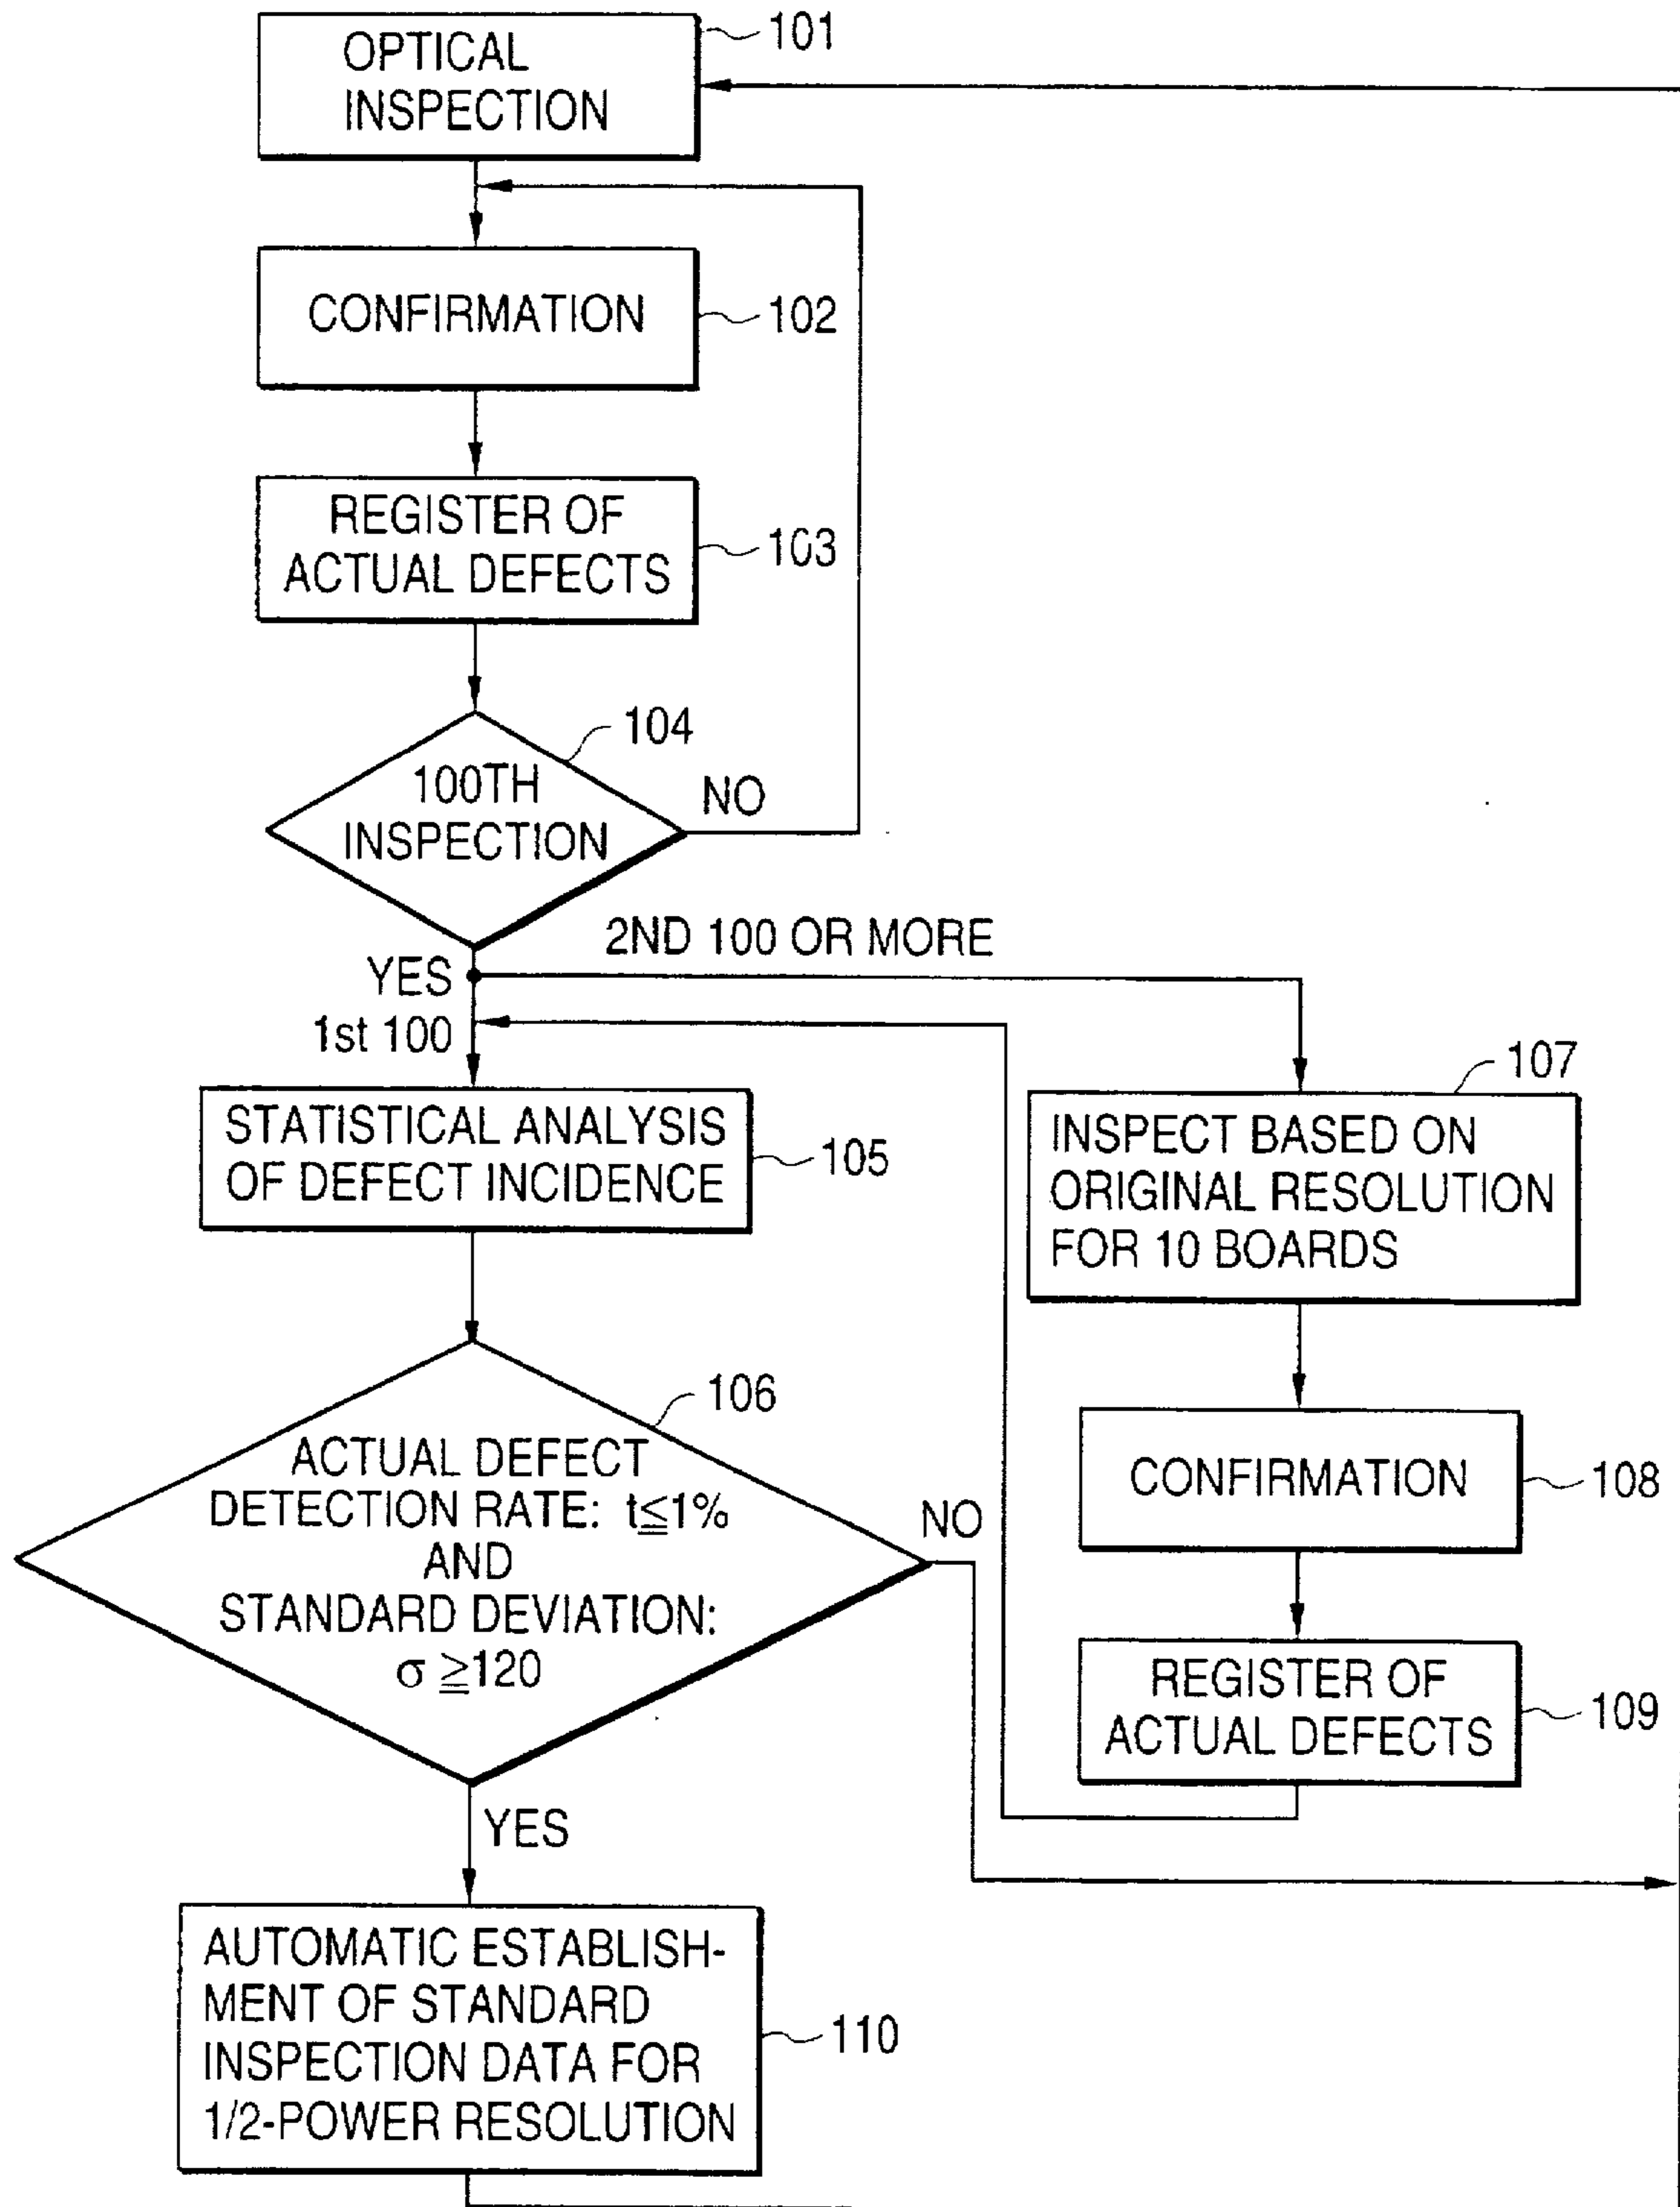 OPTICAL
INSPECTION
101
CONFIRMATION
102
REGISTER OF
ACTUAL DEFECTS
103
100TH
INSPECTION
104
NO
2ND 100 OR MORE
YES
1st 100
STATISTICAL ANALYSIS
OF DEFECT INCIDENCE
105
ACTUAL DEFECT
DETECTION RATE: t≦1%
AND
STANDARD DEVIATION:
σ ≧120
106
NO
YES
INSPECT BASED ON
ORIGINAL RESOLUTION
FOR 10 BOARDS
107
CONFIRMATION
108
REGISTER OF
ACTUAL DEFECTS
109
AUTOMATIC ESTABLISH-
MENT OF STANDARD
INSPECTION DATA FOR
1/2-POWER RESOLUTION
110